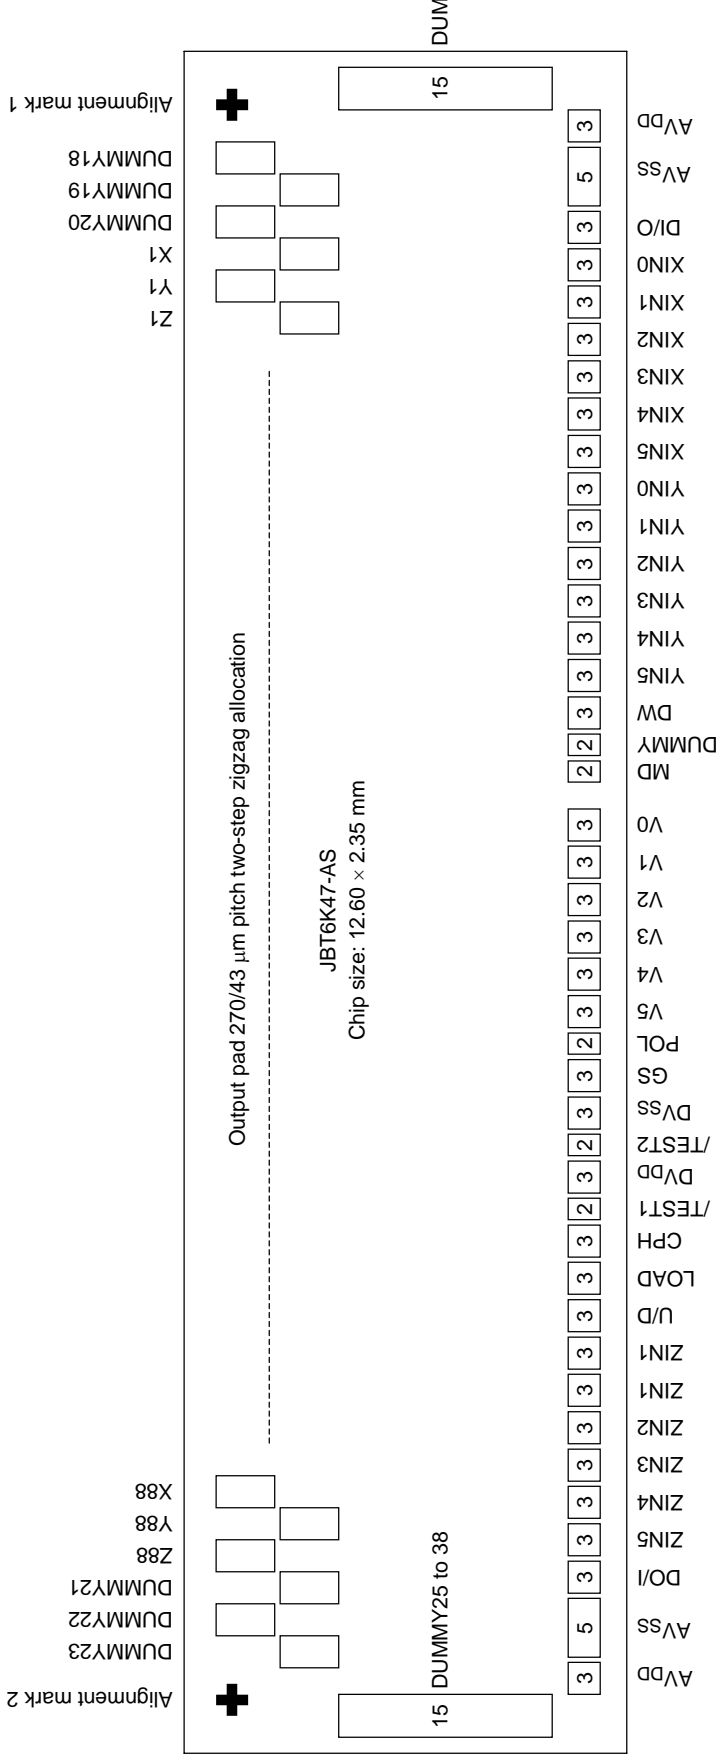 DUM
Alignment mark 1
DUMMY18
DUMMY19
DUMMY20
X1
Y1
Z1
15
Output pad 270/43 µm pitch two-step zigzag allocation
JBT6K47-AS
Chip size: 12.60 × 2.35 mm
X88
Y88
Z88
DUMMY21
DUMMY22
DUMMY23
Alignment mark 2
15 DUMMY25 to 38
3 AVDD
5 AVSS
3 DI/O
3 XIN0
3 XIN1
3 XIN2
3 XIN3
3 XIN4
3 XIN5
3 YIN0
3 YIN1
3 YIN2
3 YIN3
3 YIN4
3 YIN5
3 DW
2 DUMMY
2 MD
3 V0
3 V1
3 V2
3 V3
3 V4
3 V5
2 POL
3 GS
3 DVSS
2 /TEST2
3 DVDD
2 /TEST1
3 CPH
3 LOAD
3 U/D
3 ZIN1
3 ZIN1
3 ZIN2
3 ZIN3
3 ZIN4
3 ZIN5
3 DO/I
5 AVSS
3 AVDD